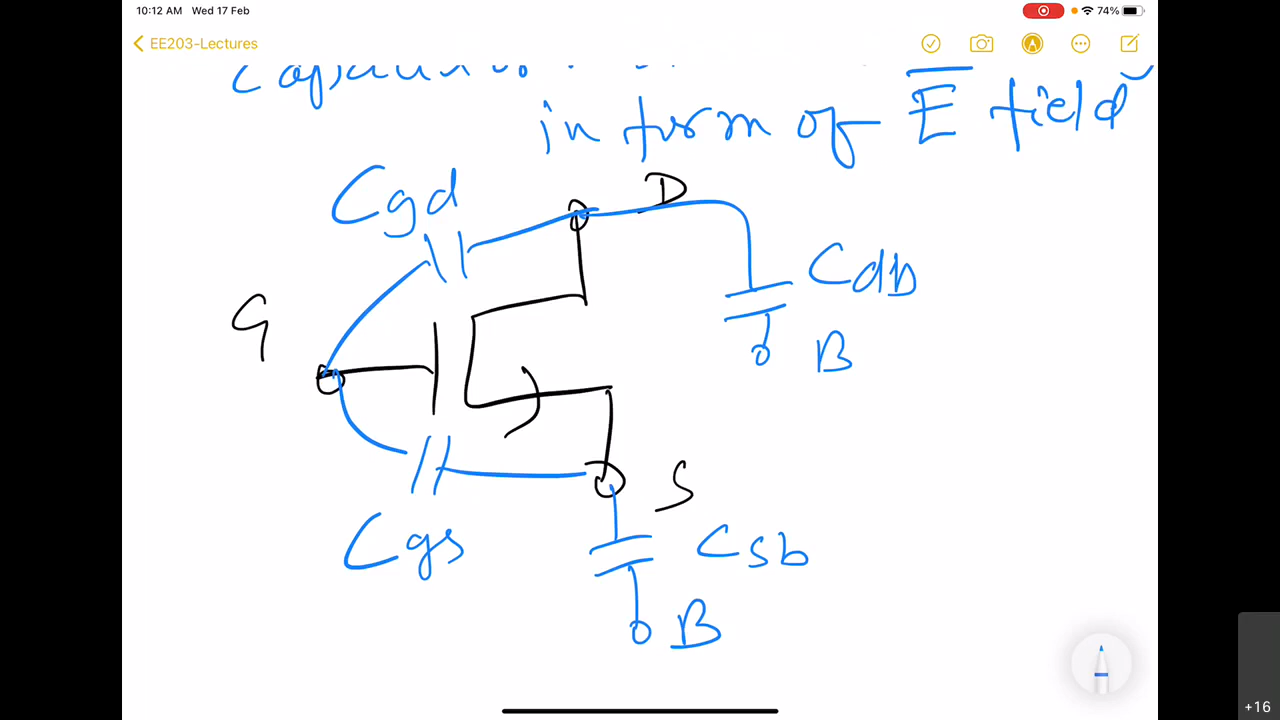 10:12 AM Wed 17 Feb
74%
EE203-Lectures
in form of E field
Cgd
D
Cdb
G
B
S
Cgs
Csb
B
+16